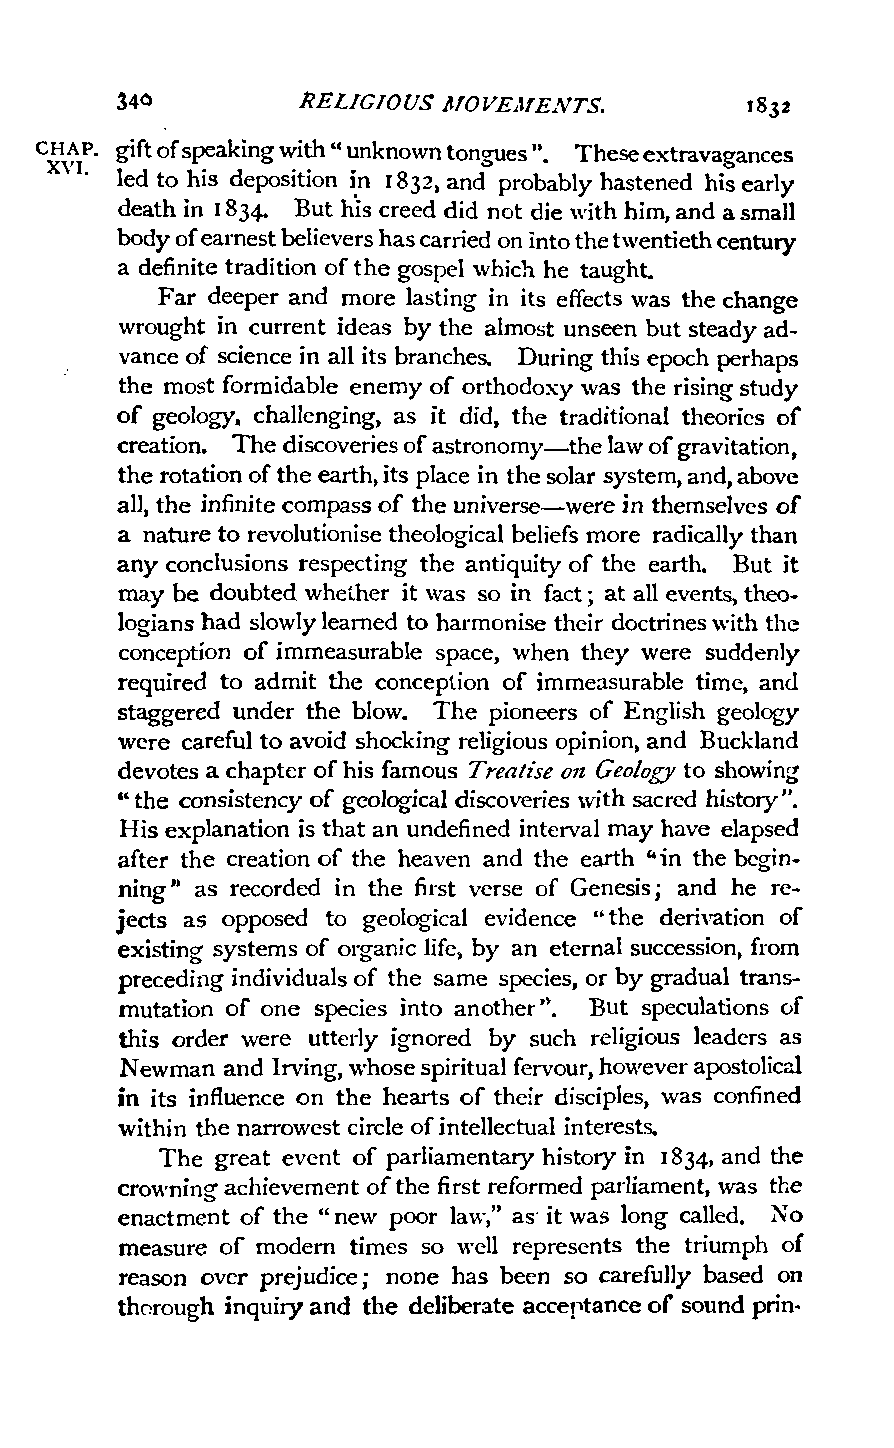 340 RELIGIOUS MOVEMENTS. 1832
CHAP. XVI.
gift of speaking with " unknown tongues ". These extravagances
led to his deposition in 1832, and probably hastened his early
death in 1834. But his creed did not die with him, and a small
body of earnest believers has carried on into the twentieth century
a definite tradition of the gospel which he taught.
Far deeper and more lasting in its effects was the change
wrought in current ideas by the almost unseen but steady ad-
vance of science in all its branches. During this epoch perhaps
the most formidable enemy of orthodoxy was the rising study
of geology, challenging, as it did, the traditional theories of
creation. The discoveries of astronomy—the law of gravitation,
the rotation of the earth, its place in the solar system, and, above
all, the infinite compass of the universe—were in themselves of
a nature to revolutionise theological beliefs more radically than
any conclusions respecting the antiquity of the earth. But it
may be doubted whether it was so in fact; at all events, theo-
logians had slowly learned to harmonise their doctrines with the
conception of immeasurable space, when they were suddenly
required to admit the conception of immeasurable time, and
staggered under the blow. The pioneers of English geology
were careful to avoid shocking religious opinion, and Buckland
devotes a chapter of his famous Treatise on Geology to showing
" the consistency of geological discoveries with sacred history".
His explanation is that an undefined interval may have elapsed
after the creation of the heaven and the earth "in the begin-
ning" as recorded in the first verse of Genesis; and he re-
jects as opposed to geological evidence "the derivation of
existing systems of organic life, by an eternal succession, from
preceding individuals of the same species, or by gradual trans-
mutation of one species into another". But speculations of
this order were utterly ignored by such religious leaders as
Newman and Irving, whose spiritual fervour, however apostolical
in its influence on the hearts of their disciples, was confined
within the narrowest circle of intellectual interests.
The great event of parliamentary history in 1834, and the
crowning achievement of the first reformed parliament, was the
enactment of the "new poor law," as it was long called. No
measure of modern times so well represents the triumph of
reason over prejudice; none has been so carefully based on
thorough inquiry and the deliberate acceptance of sound prin-